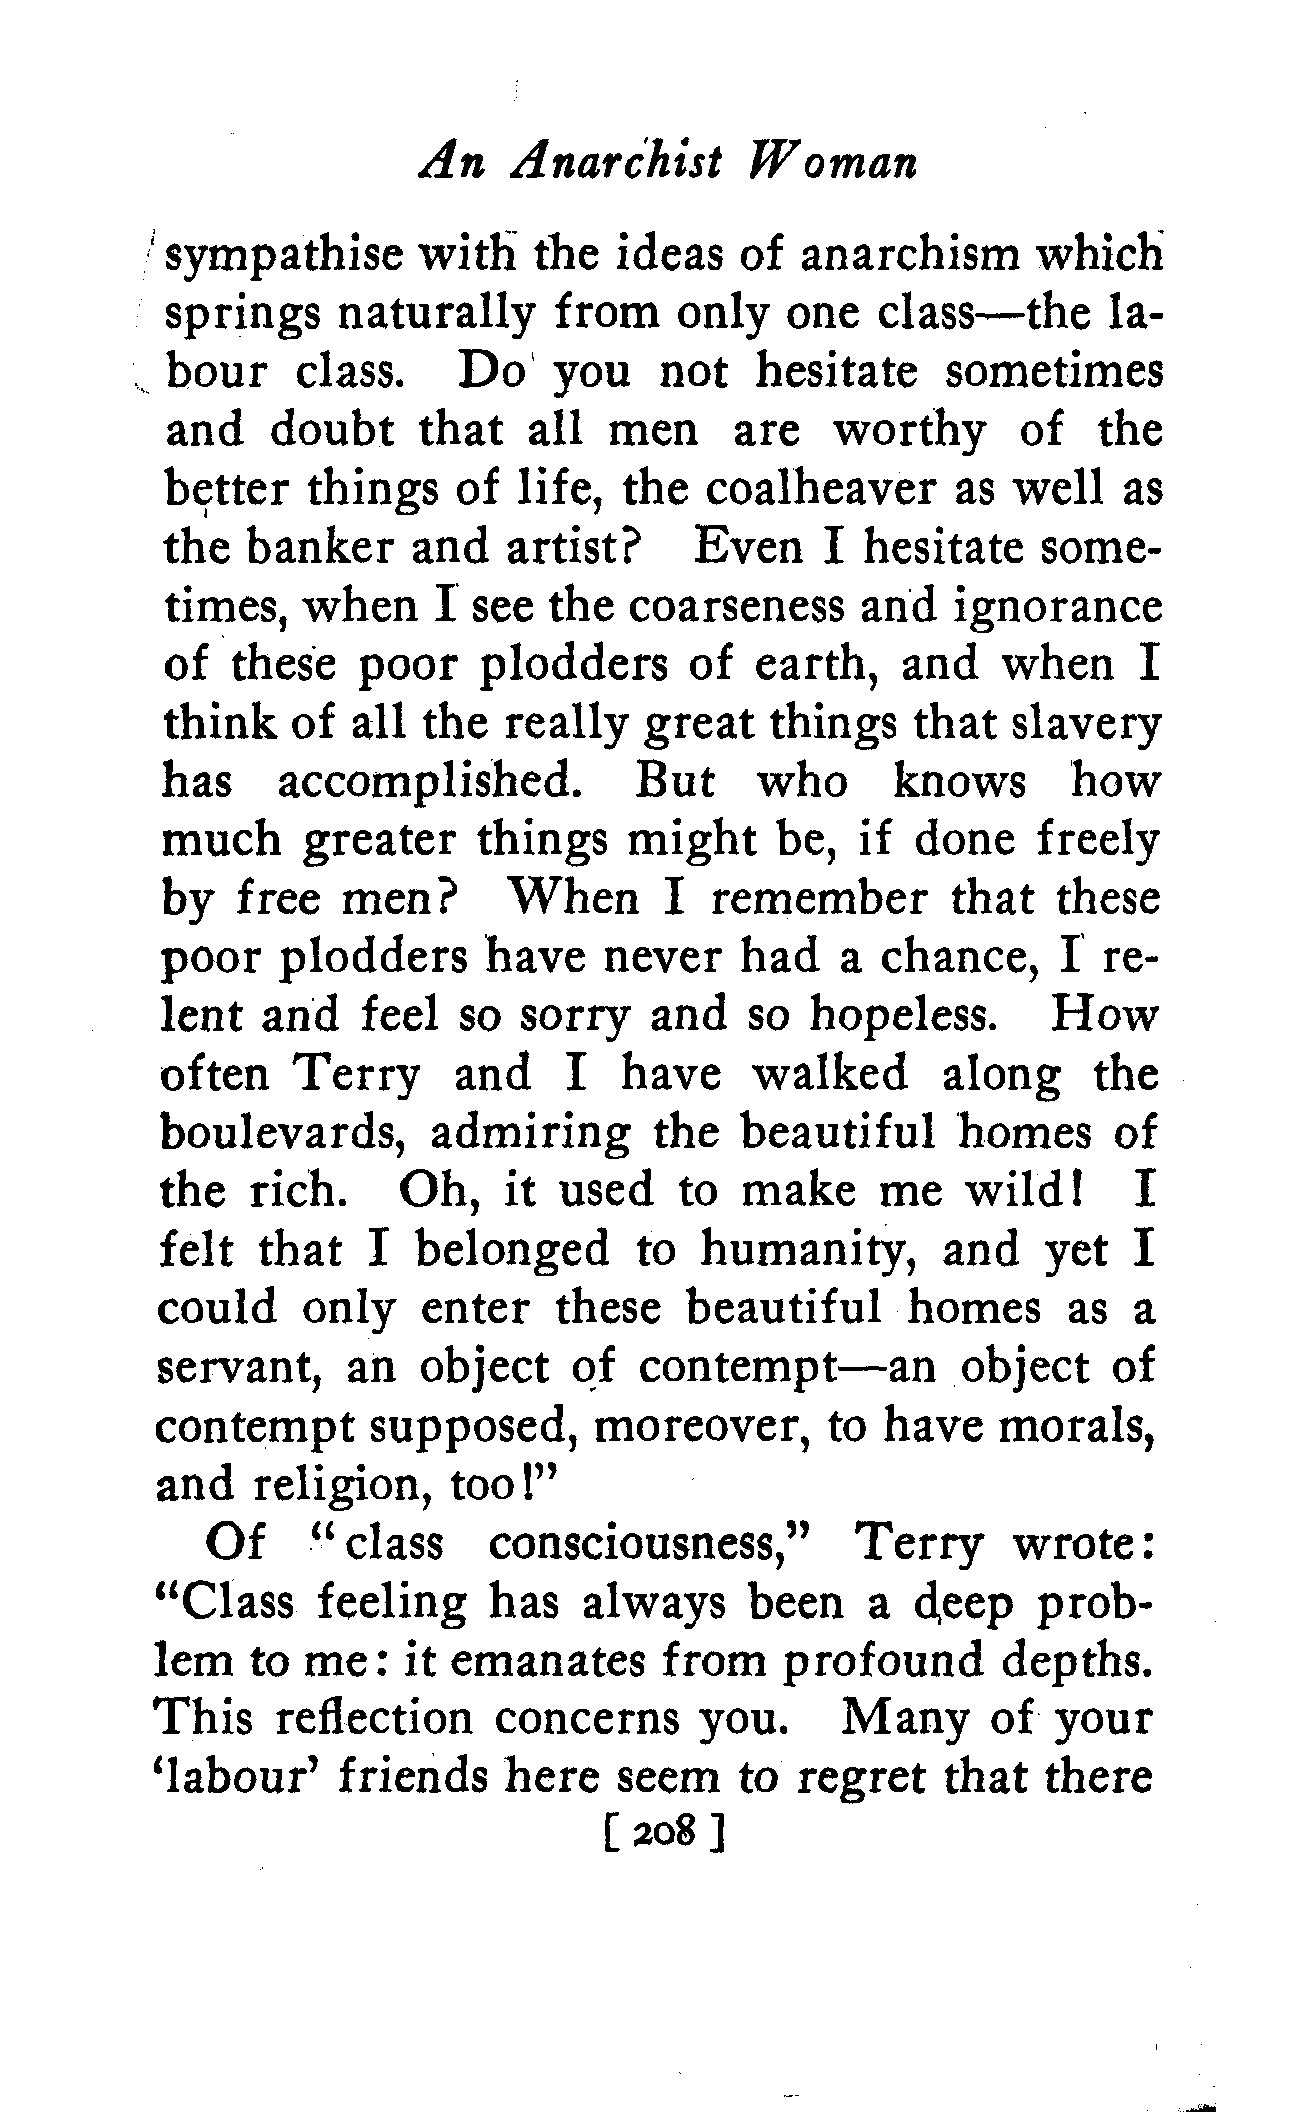 An Anarchist Woman
sympathise with the ideas of anarchism which
springs naturally from only one class—the la-
bour class. Do you not hesitate sometimes
and doubt that all men are worthy of the
better things of life, the coalheaver as well as
the banker and artist? Even I hesitate some-
times, when I see the coarseness and ignorance
of these poor plodders of earth, and when I
think of all the really great things that slavery
has accomplished. But who knows how
much greater things might be, if done freely
by free men? When I remember that these
poor plodders have never had a chance, I re-
lent and feel so sorry and so hopeless. How
often Terry and I have walked along the
boulevards, admiring the beautiful homes of
the rich. Oh, it used to make me wild! I
felt that I belonged to humanity, and yet I
could only enter these beautiful homes as a
servant, an object of contempt—an object of
contempt supposed, moreover, to have morals,
and religion, too!"
Of "class consciousness," Terry wrote:
"Class feeling has always been a deep prob-
lem to me: it emanates from profound depths.
This reflection concerns you. Many of your
'labour' friends here seem to regret that there
[ 208 ]